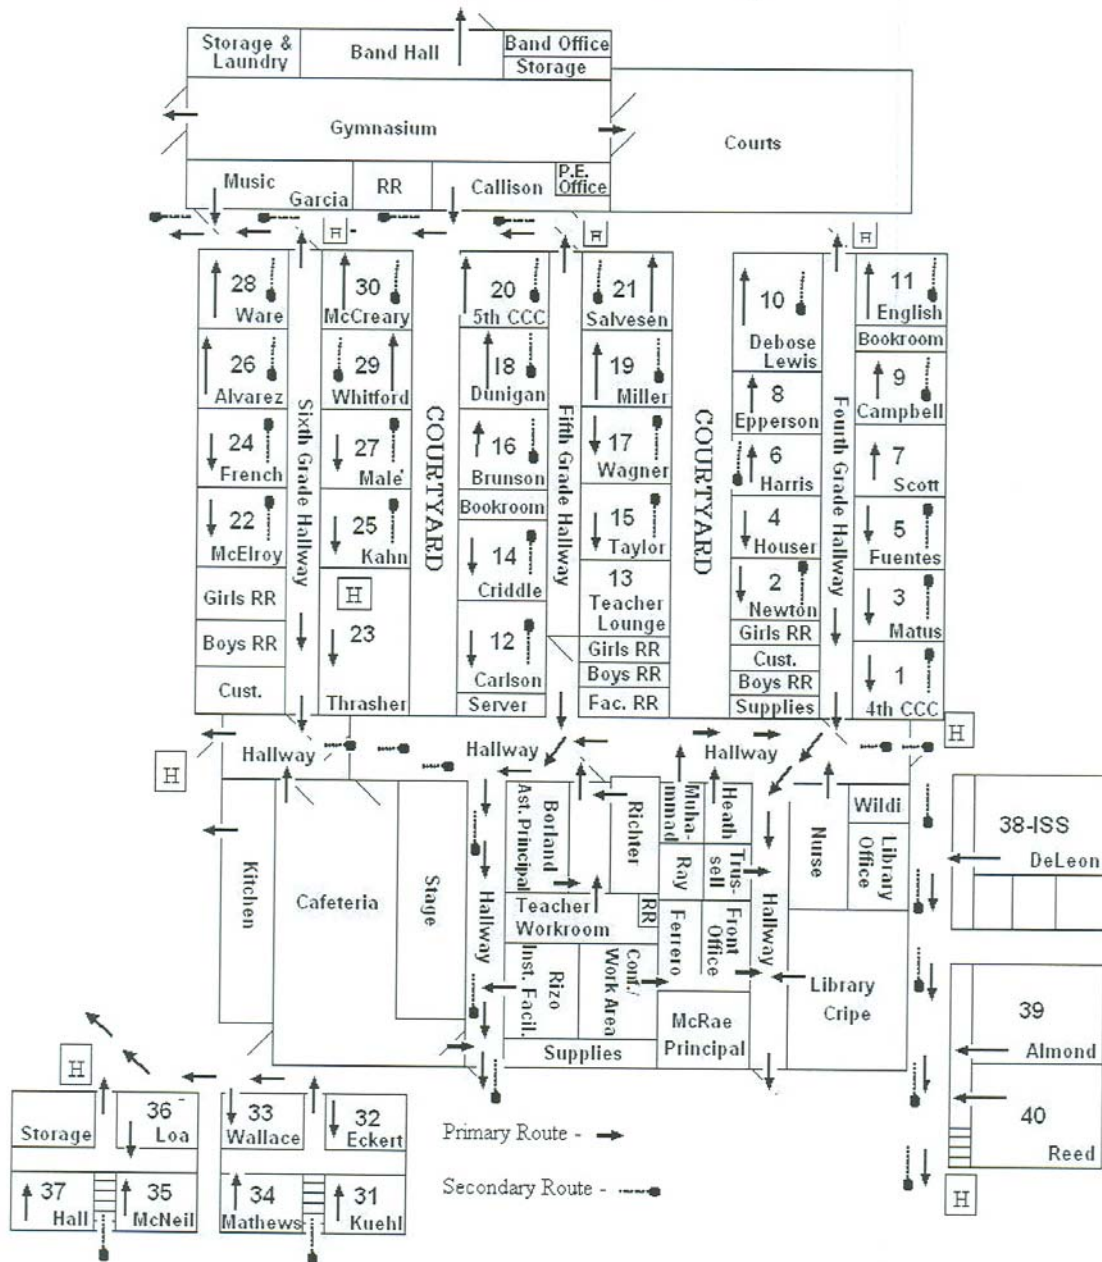 Storage &
Laundry
Band Hall
Band Office
Storage
Gymnasium
Courts
Music
Garcia
RR
Callison
P.E.
Office
H
H
H
28
Ware
30
McCreary
20
5th CCC
21
Salvesen
10
Debose
Lewis
11
English
Bookroom
26
Alvarez
29
Whitford
18
Dunigan
19
Miller
8
Epperson
9
Campbell
24
French
27
Male'
16
Brunson
Bookroom
17
Wagner
6
Harris
7
Scott
22
McElroy
25
Kahn
14
Criddle
15
Taylor
4
Houser
5
Fuentes
Girls RR
Boys RR
Cust.
H
23
Thrasher
12
Carlson
Server
13
Teacher
Lounge
Girls RR
Boys RR
Fac. RR
2
Newton
Girls RR
Cust.
Boys RR
Supplies
3
Matus
1
4th CCC
Sixth Grade Hallway
COURTYARD
Fifth Grade Hallway
COURTYARD
Fourth Grade Hallway
H
Hallway
Hallway
Hallway
H
Kitchen
Cafeteria
Stage
Hallway
Borland
Ast. Principal
Richter
Muha-
mmad
Heath
Ray
Trus-
sell
Teacher
Workroom
RR
Ferrero
Front
Office
Hallway
Nurse
Wildi
Library
Office
Rizo
Inst. Facil.
Conf./
Work Area
McRae
Principal
Supplies
Library
Cripe
38-ISS
DeLeon
39
Almond
40
Reed
H
H
Storage
36
Loa
33
Wallace
32
Eckert
37
Hall
35
McNeil
34
Mathews
31
Kuehl
Primary Route -
Secondary Route -